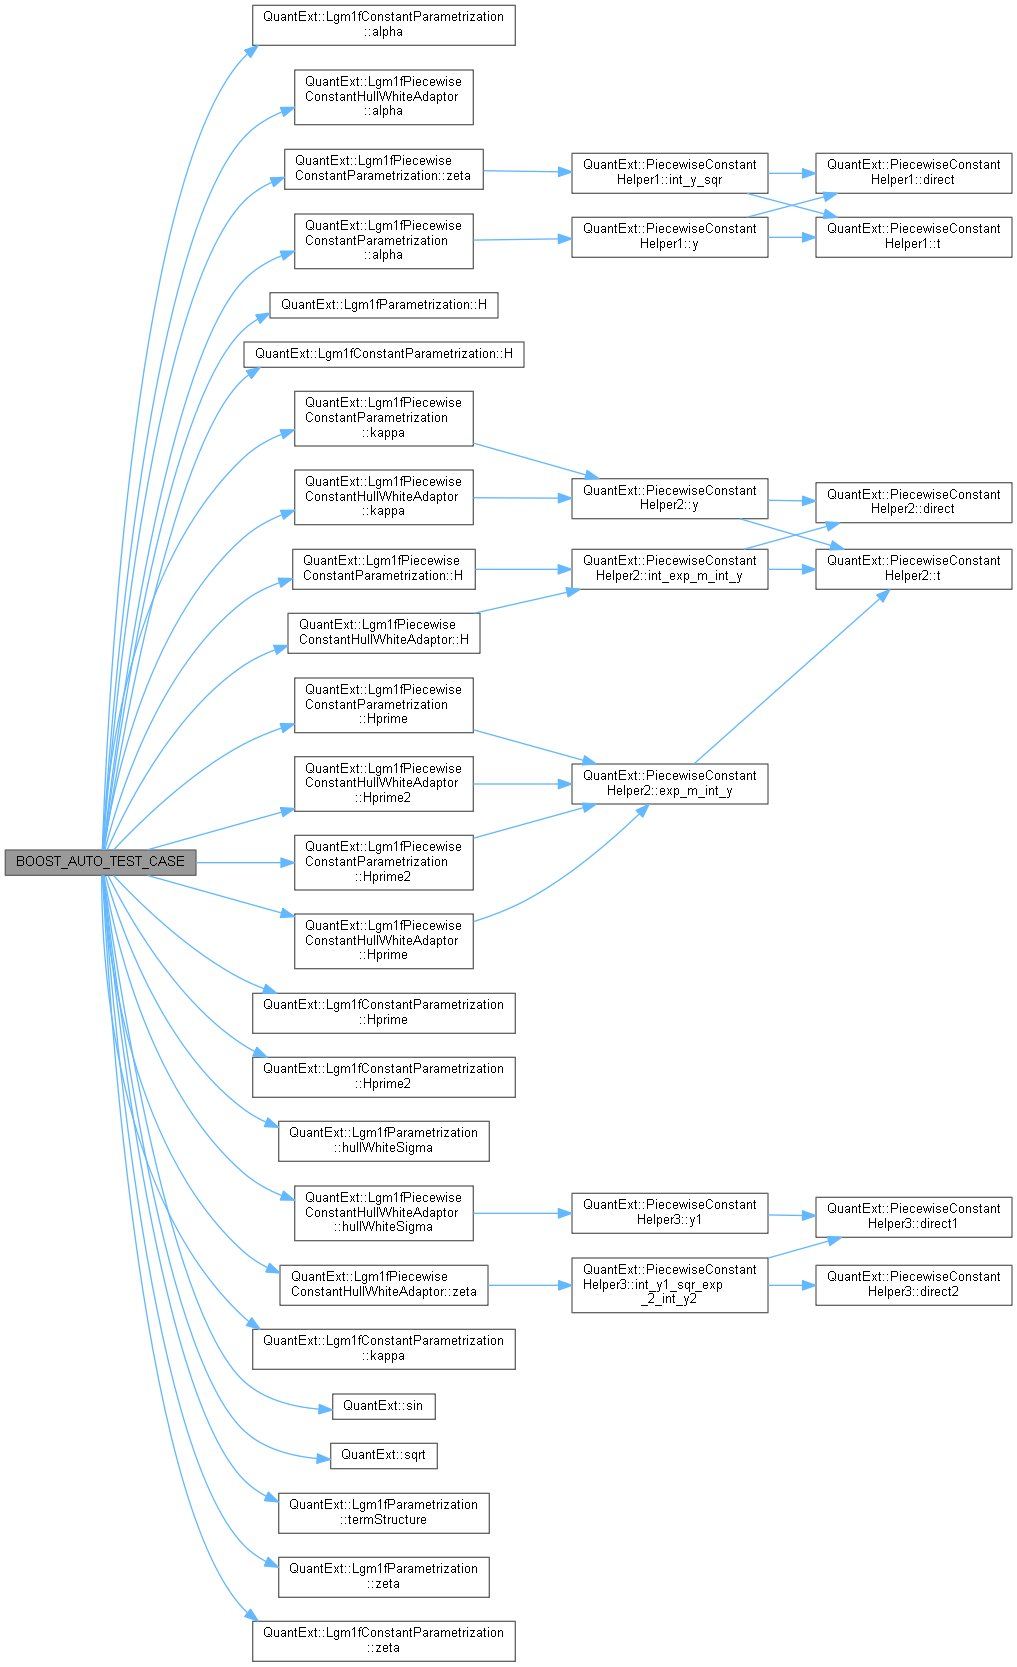 QuantExt::Lgm1fConstantParametrization
::alpha
QuantExt::Lgm1fPiecewise
ConstantHullWhiteAdaptor
::alpha
QuantExt::Lgm1fPiecewise
ConstantParametrization::zeta
QuantExt::PiecewiseConstant
Helper1::int_y_sqr
QuantExt::PiecewiseConstant
Helper1::direct
QuantExt::Lgm1fPiecewise
ConstantParametrization
::alpha
QuantExt::PiecewiseConstant
Helper1::y
QuantExt::PiecewiseConstant
Helper1::t
QuantExt::Lgm1fParametrization::H
QuantExt::Lgm1fConstantParametrization::H
QuantExt::Lgm1fPiecewise
ConstantParametrization
::kappa
QuantExt::Lgm1fPiecewise
ConstantHullWhiteAdaptor
::kappa
QuantExt::PiecewiseConstant
Helper2::y
QuantExt::PiecewiseConstant
Helper2::direct
QuantExt::Lgm1fPiecewise
ConstantParametrization::H
QuantExt::PiecewiseConstant
Helper2::int_exp_m_int_y
QuantExt::PiecewiseConstant
Helper2::t
QuantExt::Lgm1fPiecewise
ConstantHullWhiteAdaptor::H
QuantExt::Lgm1fPiecewise
ConstantParametrization
::Hprime
QuantExt::Lgm1fPiecewise
ConstantHullWhiteAdaptor
::Hprime2
QuantExt::PiecewiseConstant
Helper2::exp_m_int_y
BOOST_AUTO_TEST_CASE
QuantExt::Lgm1fPiecewise
ConstantParametrization
::Hprime2
QuantExt::Lgm1fPiecewise
ConstantHullWhiteAdaptor
::Hprime
QuantExt::Lgm1fConstantParametrization
::Hprime
QuantExt::Lgm1fConstantParametrization
::Hprime2
QuantExt::Lgm1fParametrization
::hullWhiteSigma
QuantExt::Lgm1fPiecewise
ConstantHullWhiteAdaptor
::hullWhiteSigma
QuantExt::PiecewiseConstant
Helper3::y1
QuantExt::PiecewiseConstant
Helper3::direct1
QuantExt::Lgm1fPiecewise
ConstantHullWhiteAdaptor::zeta
QuantExt::PiecewiseConstant
Helper3::int_y1_sqr_exp
_2_int_y2
QuantExt::PiecewiseConstant
Helper3::direct2
QuantExt::Lgm1fConstantParametrization
::kappa
QuantExt::sin
QuantExt::sqrt
QuantExt::Lgm1fParametrization
::termStructure
QuantExt::Lgm1fParametrization
::zeta
QuantExt::Lgm1fConstantParametrization
::zeta